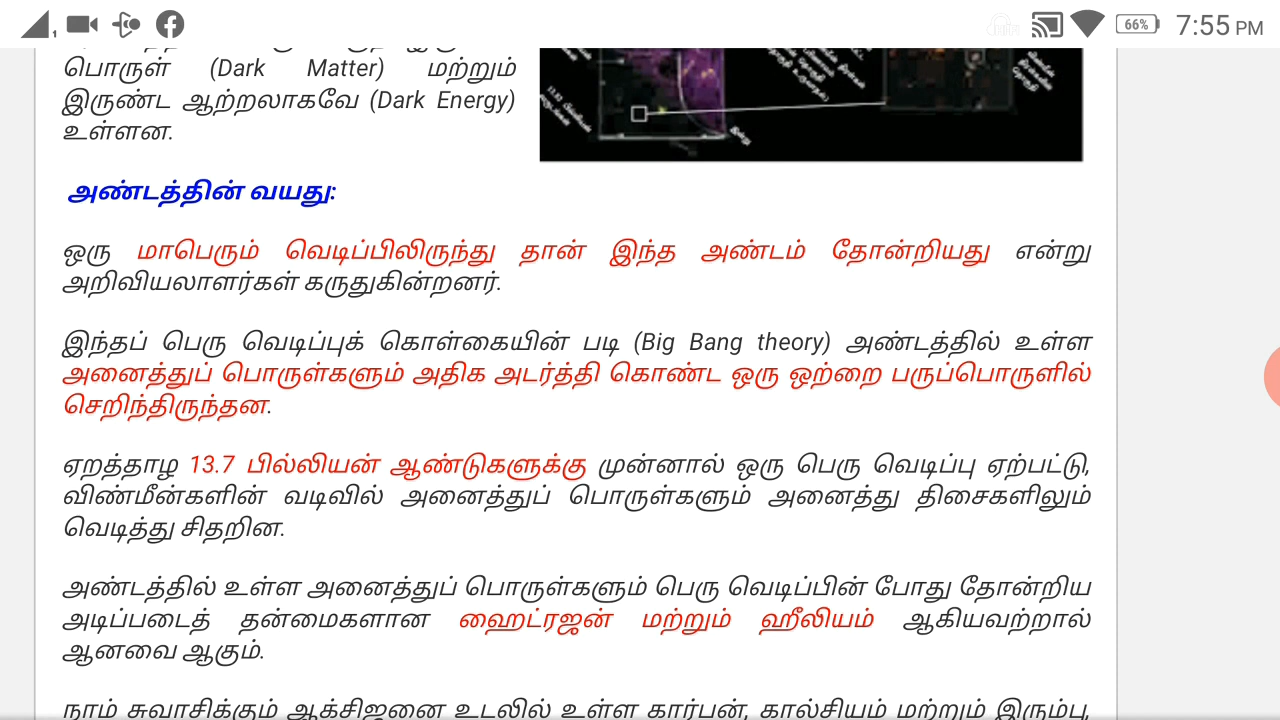 66%
7:55 PM
பொருள் (Dark Matter) மற்றும்
இருண்ட ஆற்றலாகவே (Dark Energy)
உள்ளன.
இன்று
அண்டத்தின் வயது:
ஒரு மாபெரும் வெடிப்பிலிருந்து தான் இந்த அண்டம் தோன்றியது என்று
அறிவியலாளர்கள் கருதுகின்றனர்.
இந்தப் பெரு வெடிப்புக் கொள்கையின் படி (Big Bang theory) அண்டத்தில் உள்ள
அனைத்துப் பொருள்களும் அதிக அடர்த்தி கொண்ட ஒரு ஒற்றை பருப்பொருளில்
செறிந்திருந்தன.
ஏறத்தாழ 13.7 பில்லியன் ஆண்டுகளுக்கு முன்னால் ஒரு பெரு வெடிப்பு ஏற்பட்டு,
விண்மீன்களின் வடிவில் அனைத்துப் பொருள்களும் அனைத்து திசைகளிலும்
வெடித்து சிதறின.
அண்டத்தில் உள்ள அனைத்துப் பொருள்களும் பெரு வெடிப்பின் போது தோன்றிய
அடிப்படைத் தன்மைகளான ஹைட்ரஜன் மற்றும் ஹீலியம் ஆகியவற்றால்
ஆனவை ஆகும்.
நாம் சுவாசிக்கும் ஆக்சிஜனை உடலில் உள்ள கார்பன், கால்சியம் மற்றும் இரும்பு,